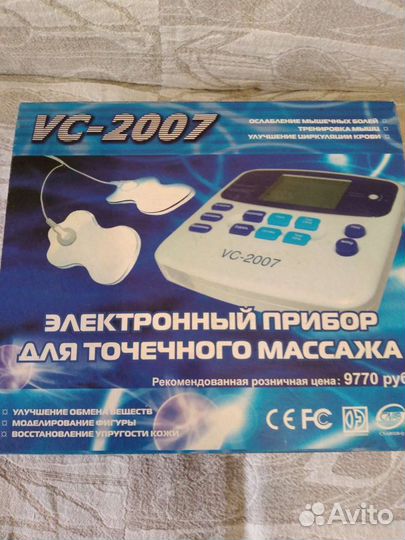 VC-2007
ОСЛАБЛЕНИЕ МЫШЕЧНЫХ БОЛЕЙ
ТРЕНИРОВКА МЫШЦ
УЛУЧШЕНИЕ ЦИРКУЛЯЦИИ КРОВИ
VC-2007
ЭЛЕКТРОННЫЙ ПРИБОР
ДЛЯ ТОЧЕЧНОГО МАССАЖА
Рекомендованная розничная цена: 9770 руб
УЛУЧШЕНИЕ ОБМЕНА ВЕЩЕСТВ
МОДЕЛИРОВАНИЕ ФИГУРЫ
ВОССТАНОВЛЕНИЕ УПРУГОСТИ КОЖИ
CE FC
Avito